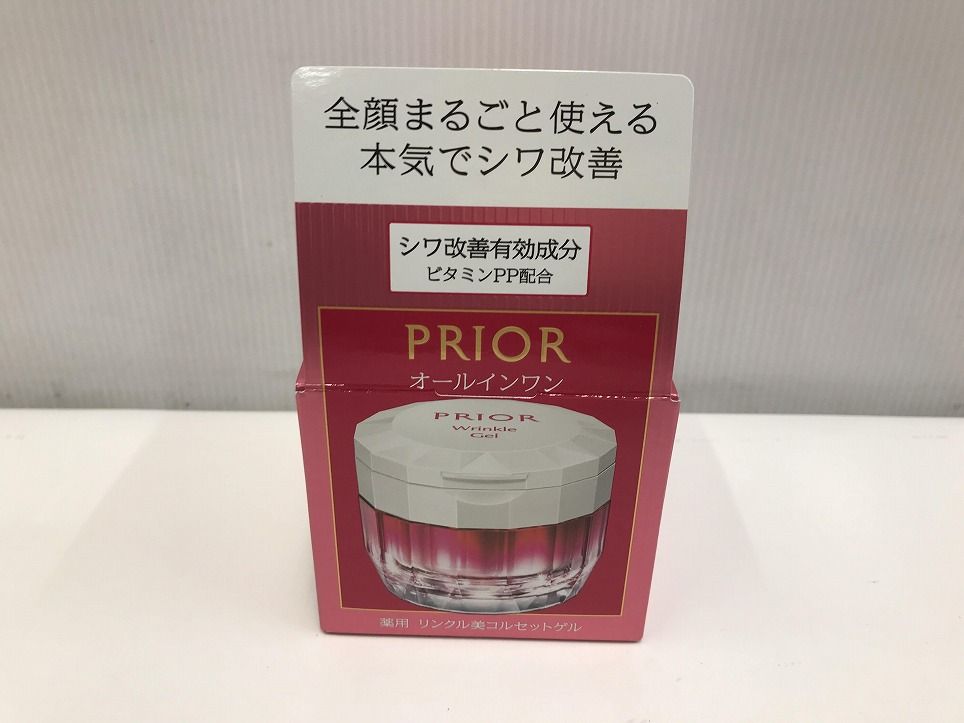 全顔まるごと使える
本気でシワ改善
シワ改善有効成分
ビタミンPP配合
PRIOR
オールインワン
PRIOR
Wrinkle
Gel
薬用 リンクル美コルセットゲル